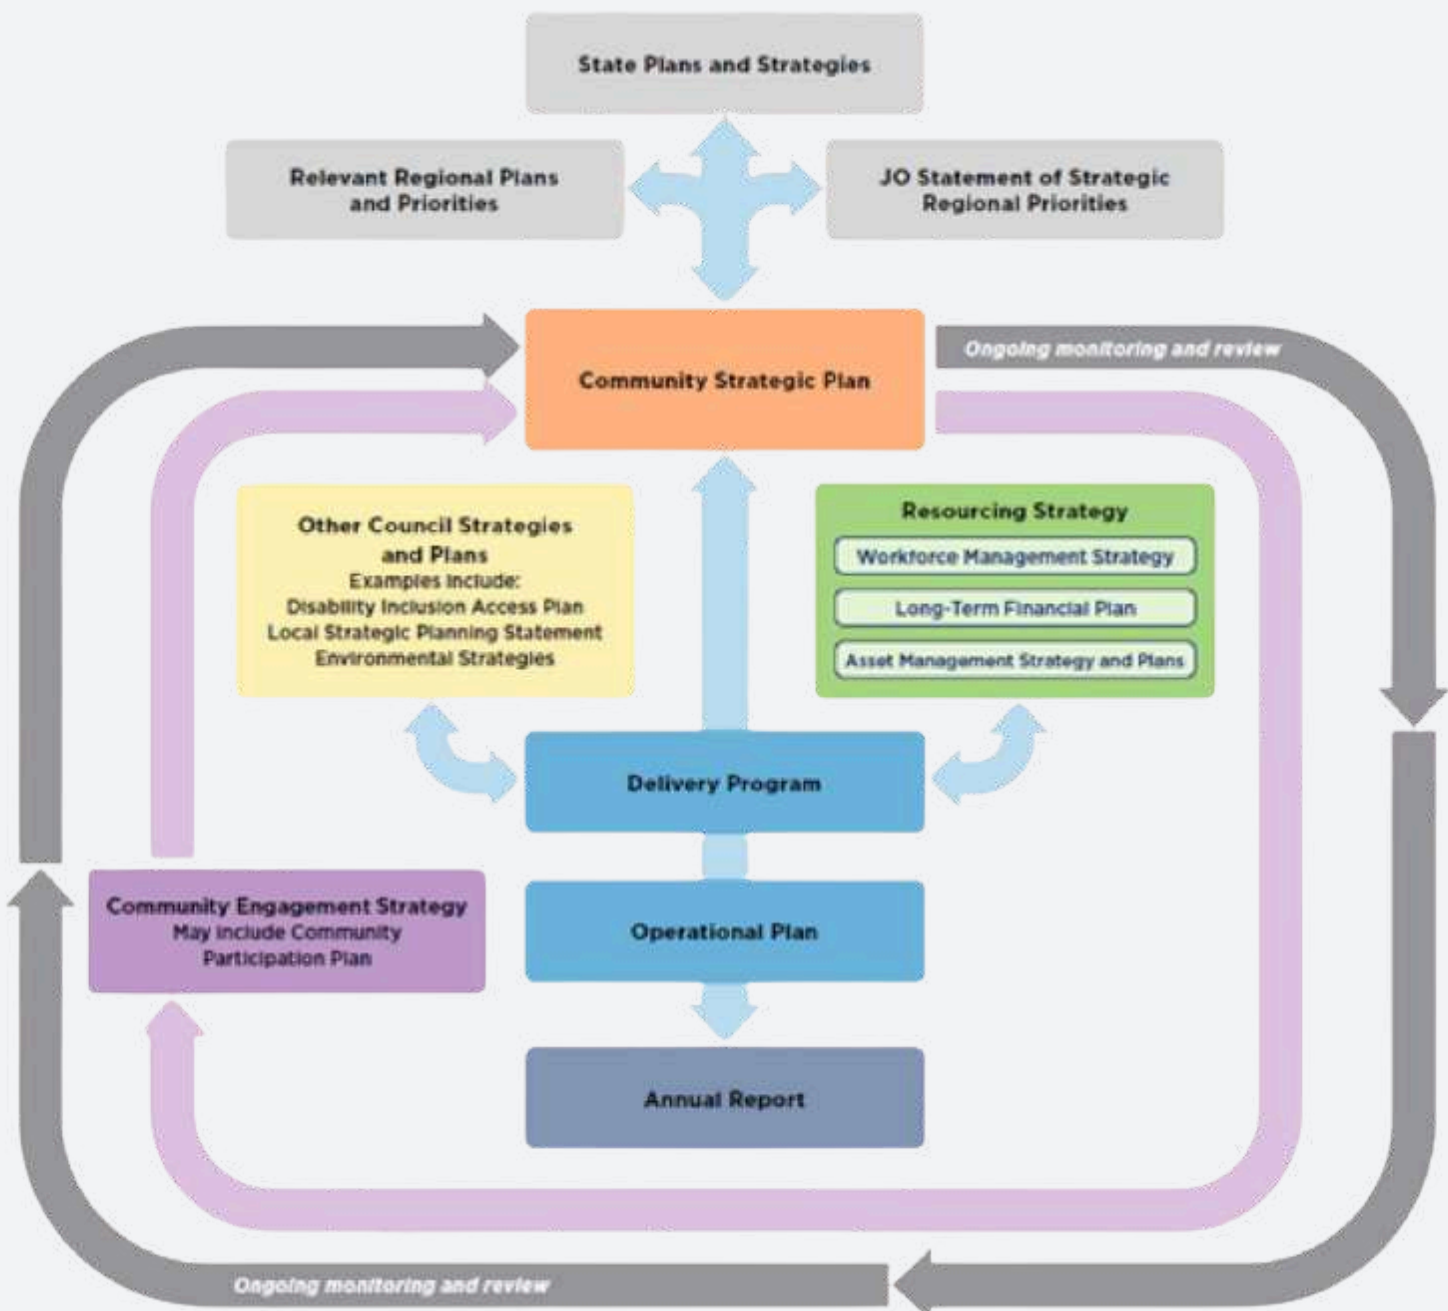 State Plans and Strategies
Relevant Regional Plans
and Priorities
JO Statement of Strategic
Regional Priorities
Ongoing monitoring and review
Community Strategic Plan
Other Council Strategies
and Plans
Examples Include:
Disability Inclusion Access Plan
Local Strategic Planning Statement
Environmental Strategies
Resourcing Strategy
Workforce Management Strategy
Long-Term Financial Plan
Asset Management Strategy and Plans
Delivery Program
Community Engagement Strategy
May include Community
Participation Plan
Operational Plan
Annual Report
Ongoing monitoring and review